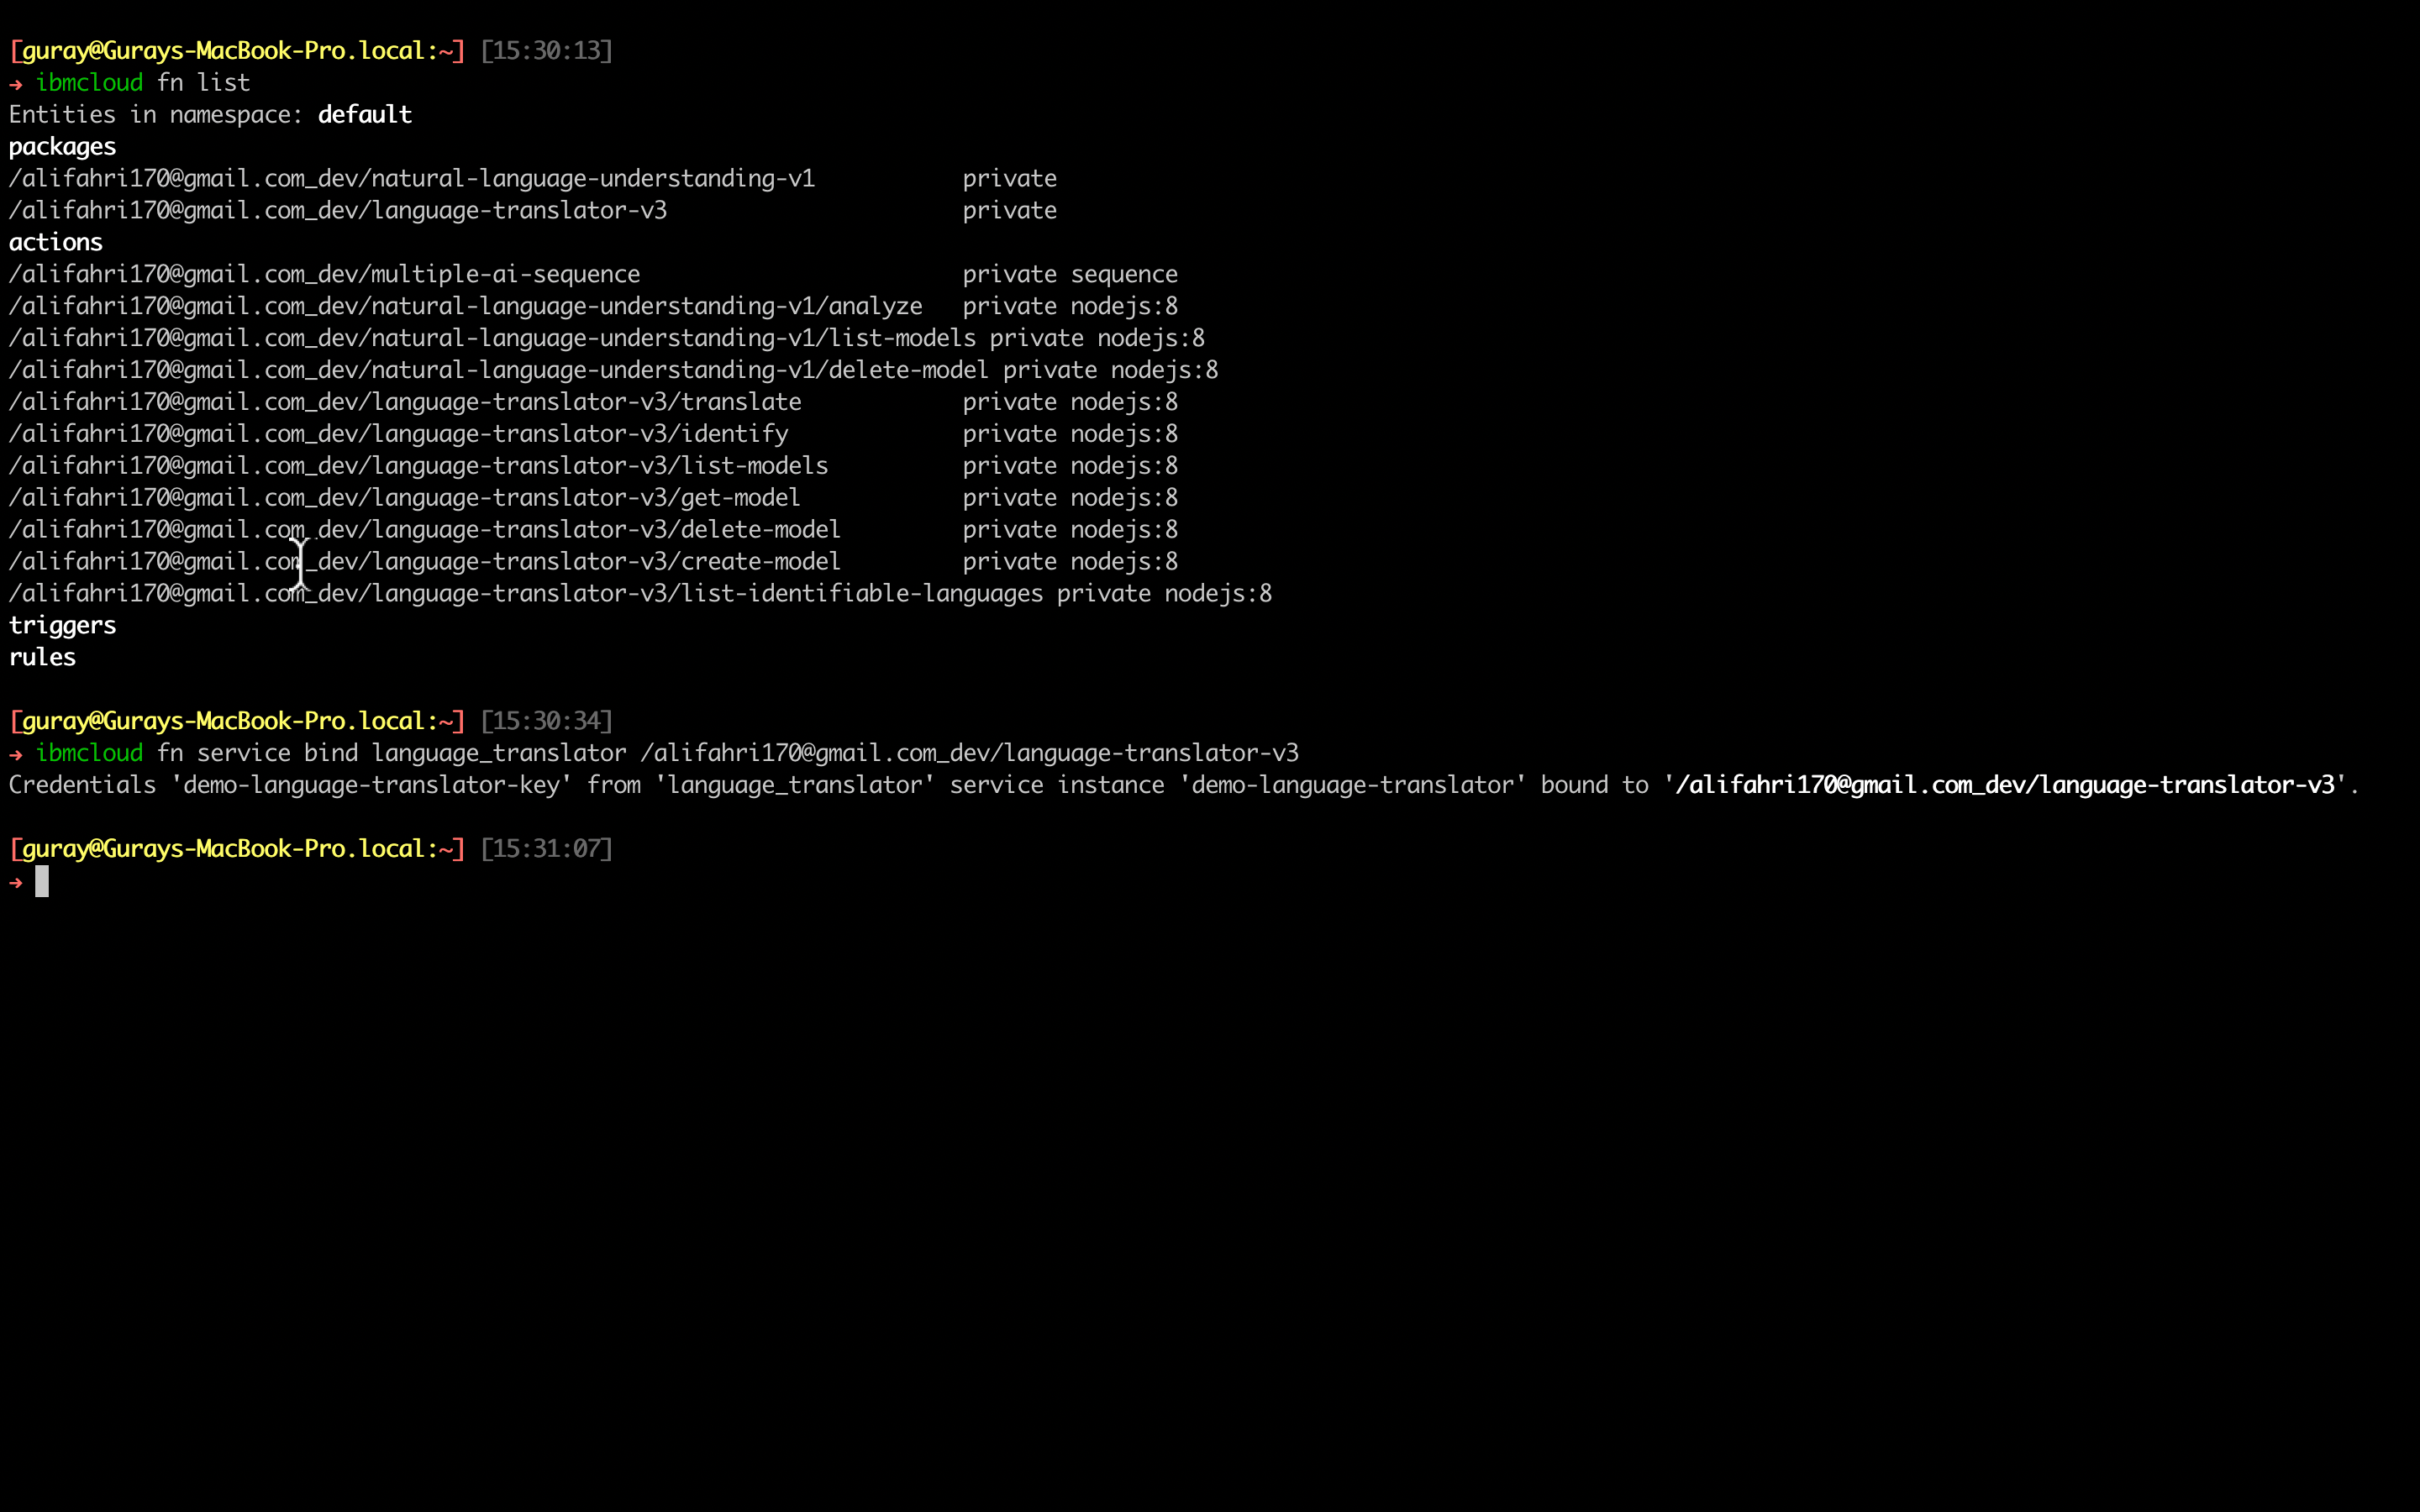 [guray@Gurays-MacBook-Pro.local:~] [15:30:13]
→ ibmcloud fn list
Entities in namespace: default
packages
/alifahri170@gmail.com_dev/natural-language-understanding-v1 private
/alifahri170@gmail.com_dev/language-translator-v3 private
actions
/alifahri170@gmail.com_dev/multiple-ai-sequence private sequence
/alifahri170@gmail.com_dev/natural-language-understanding-v1/analyze private nodejs:8
/alifahri170@gmail.com_dev/natural-language-understanding-v1/list-models private nodejs:8
/alifahri170@gmail.com_dev/natural-language-understanding-v1/delete-model private nodejs:8
/alifahri170@gmail.com_dev/language-translator-v3/translate private nodejs:8
/alifahri170@gmail.com_dev/language-translator-v3/identify private nodejs:8
/alifahri170@gmail.com_dev/language-translator-v3/list-models private nodejs:8
/alifahri170@gmail.com_dev/language-translator-v3/get-model private nodejs:8
/alifahri170@gmail.com_dev/language-translator-v3/delete-model private nodejs:8
/alifahri170@gmail.com_dev/language-translator-v3/create-model private nodejs:8
/alifahri170@gmail.com_dev/language-translator-v3/list-identifiable-languages private nodejs:8
triggers
rules
[guray@Gurays-MacBook-Pro.local:~] [15:30:34]
→ ibmcloud fn service bind language_translator /alifahri170@gmail.com_dev/language-translator-v3
Credentials 'demo-language-translator-key' from 'language_translator' service instance 'demo-language-translator' bound to '/alifahri170@gmail.com_dev/language-translator-v3'.
[guray@Gurays-MacBook-Pro.local:~] [15:31:07]
→